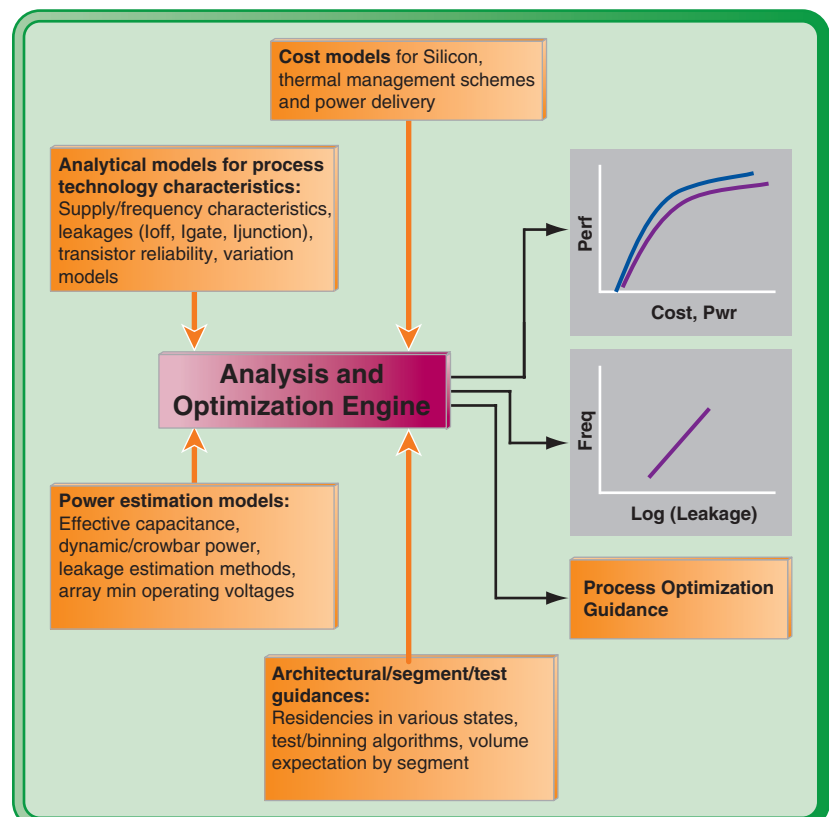 Cost models for Silicon,
thermal management schemes
and power delivery
Analytical models for process
technology characteristics:
Supply/frequency characteristics,
leakages (Ioff, Igate, Ijunction),
transistor reliability, variation
models
Perf
Cost, Pwr
Analysis and
Optimization Engine
Freq
Log (Leakage)
Power estimation models:
Effective capacitance,
dynamic/crowbar power,
leakage estimation methods,
array min operating voltages
Process Optimization
Guidance
Architectural/segment/test
guidances:
Residencies in various states,
test/binning algorithms, volume
expectation by segment